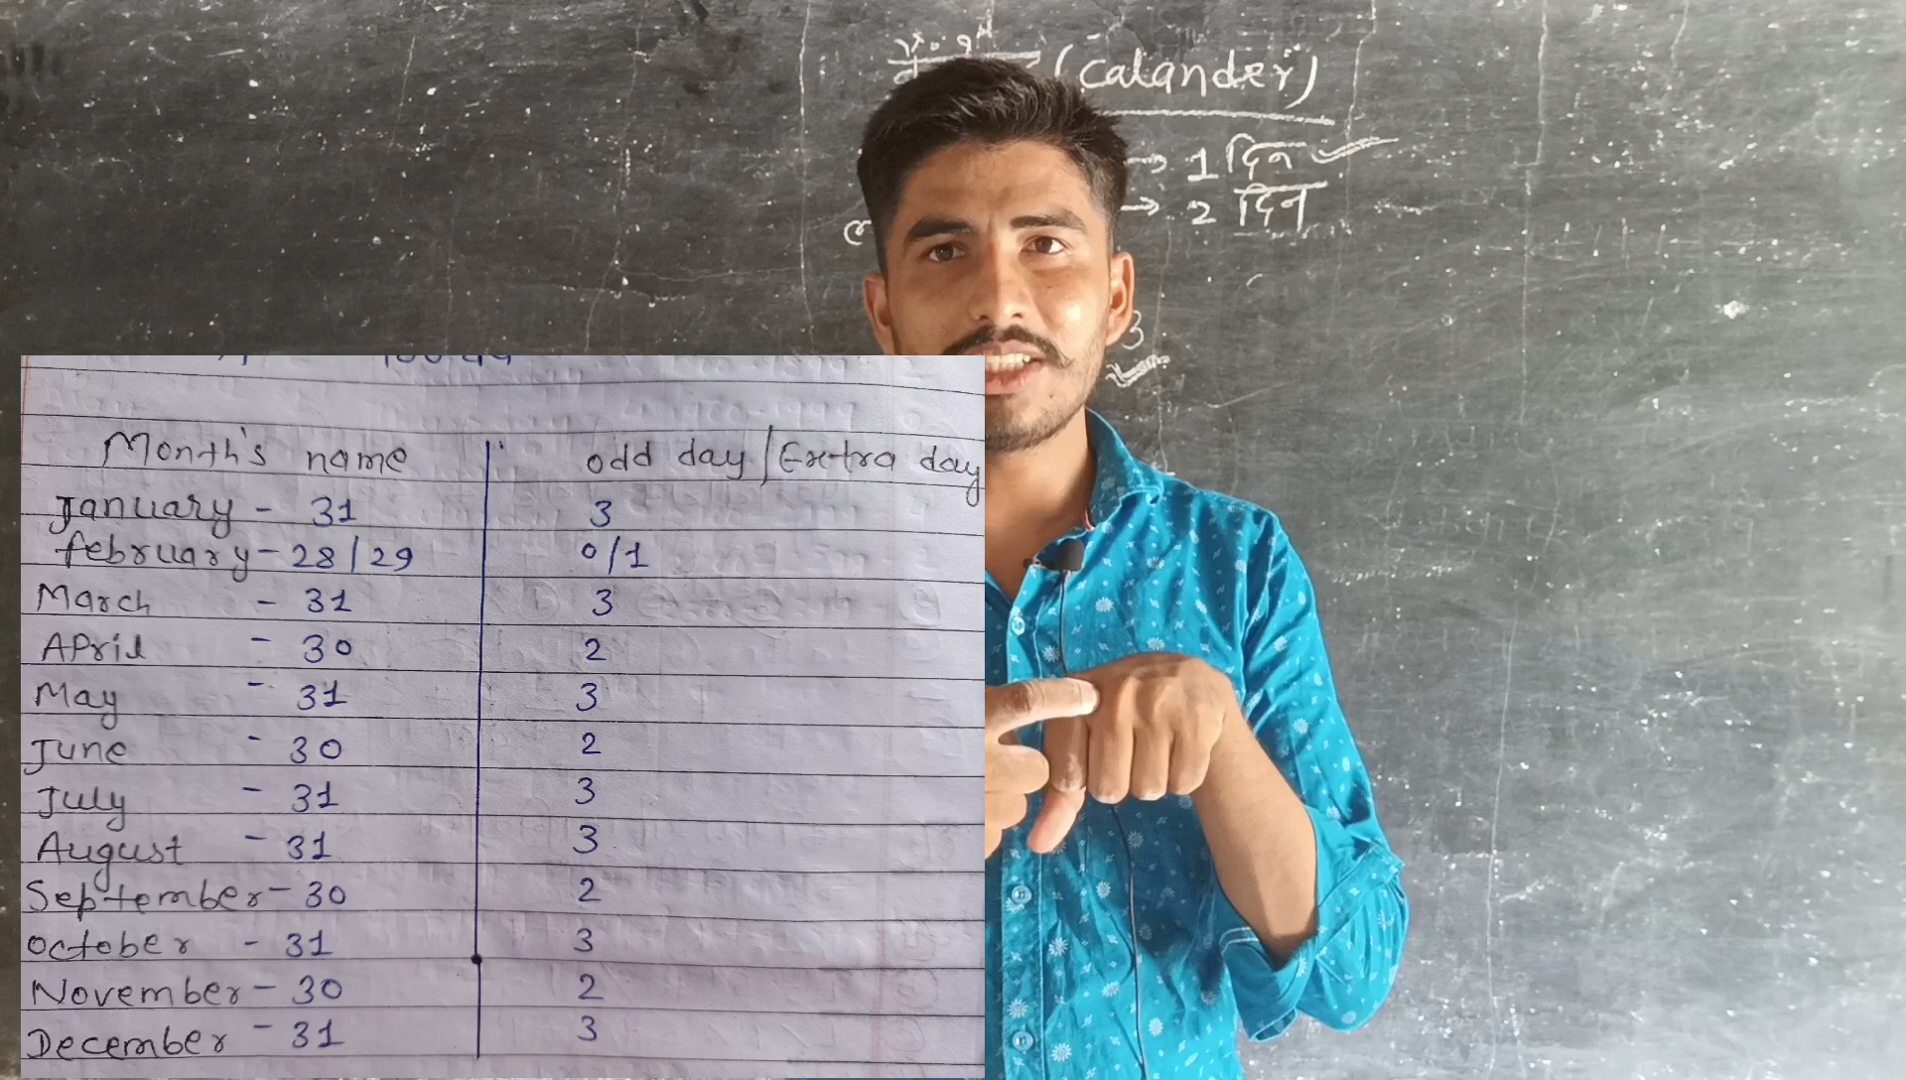 (Calander)
→ 1 दिन
→ 2 दिन
3
Month's name odd day/Extra day
January - 31 3
february - 28/29 0/1
March - 31 3
APril - 30 2
May - 31 3
June - 30 2
July - 31 3
August - 31 3
September - 30 2
october - 31 3
November - 30 2
December - 31 3